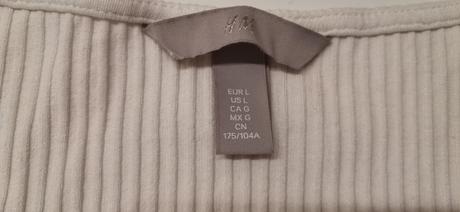 H&M
EUR L
US L
CA G
MX G
CN
175/104A